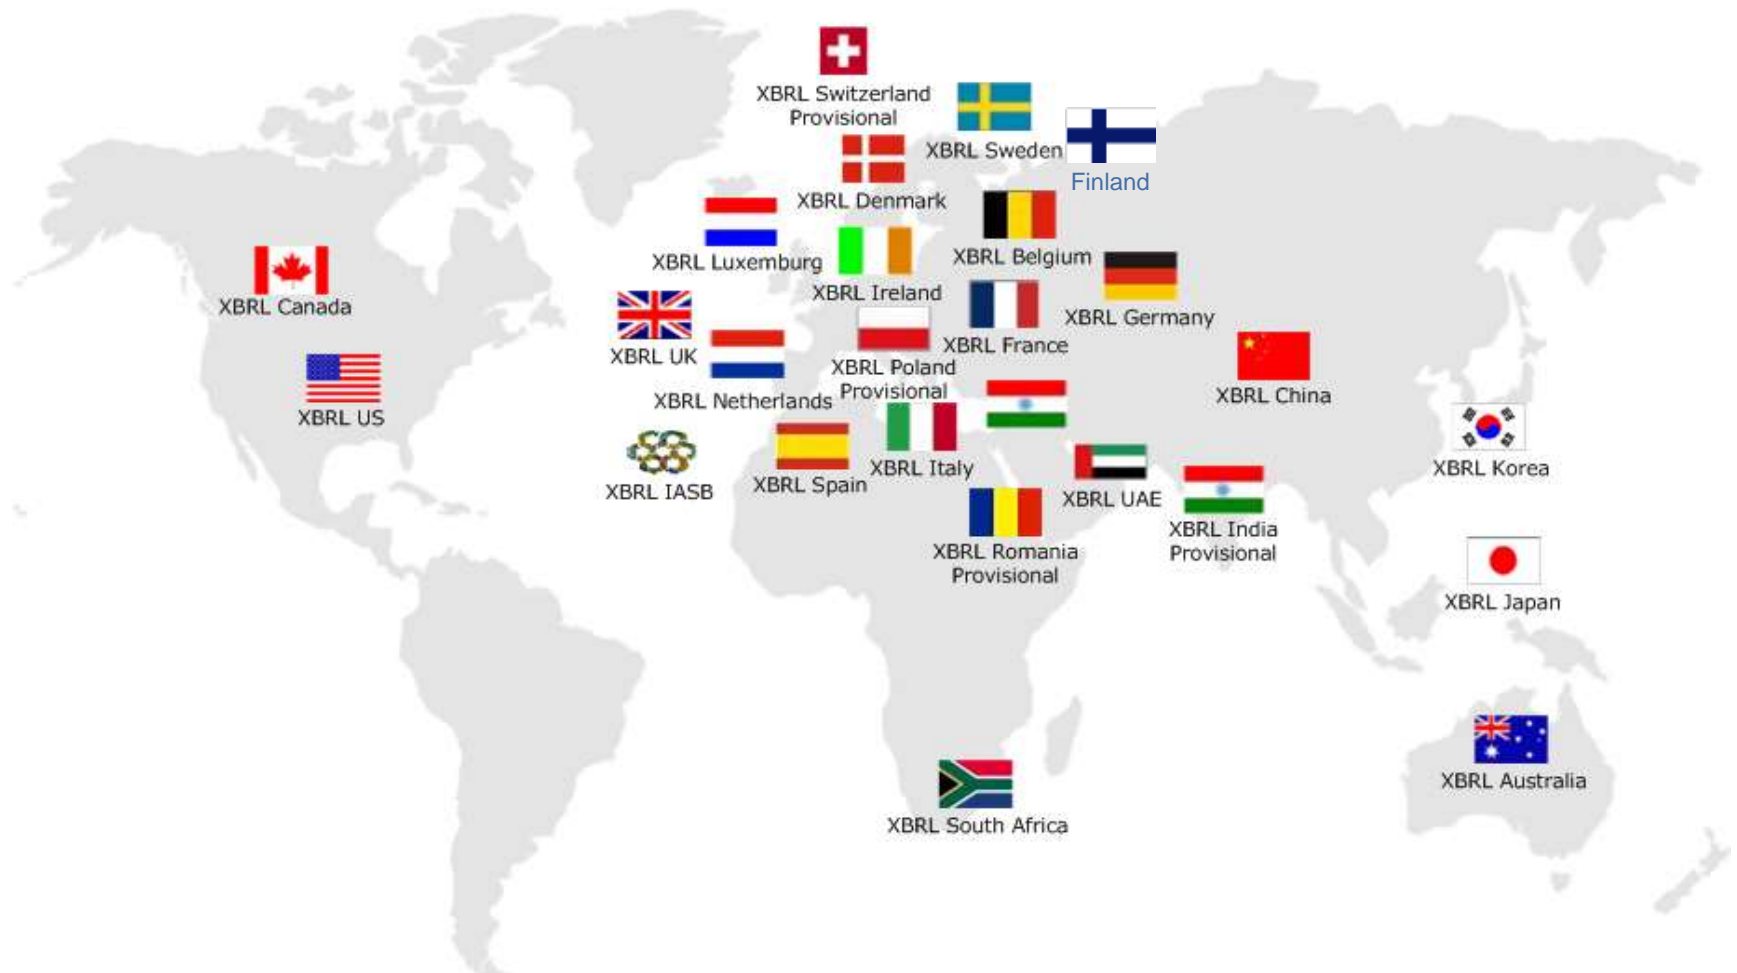 XBRL Switzerland
Provisional
XBRL Sweden
Finland
XBRL Denmark
XBRL Luxemburg
XBRL Belgium
XBRL Ireland
XBRL Canada
XBRL Germany
XBRL UK
XBRL France
XBRL Poland
Provisional
XBRL China
XBRL Netherlands
XBRL US
XBRL Italy
XBRL Korea
XBRL Spain
XBRL IASB
XBRL UAE
XBRL India
Provisional
XBRL Romania
Provisional
XBRL Japan
XBRL Australia
XBRL South Africa